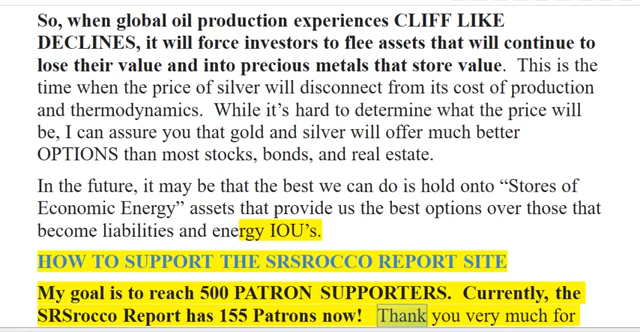 So, when global oil production experiences CLIFF LIKE
DECLINES, it will force investors to flee assets that will continue to
lose their value and into precious metals that store value.  This is the
time when the price of silver will disconnect from its cost of production
and thermodynamics.  While it’s hard to determine what the price will
be, I can assure you that gold and silver will offer much better
OPTIONS than most stocks, bonds, and real estate.
In the future, it may be that the best we can do is hold onto “Stores of
Economic Energy” assets that provide us the best options over those that
become liabilities and energy IOU’s.
HOW TO SUPPORT THE SRSROCCO REPORT SITE
My goal is to reach 500 PATRON SUPPORTERS.  Currently, the
SRSrocco Report has 155 Patrons now!  Thank you very much for